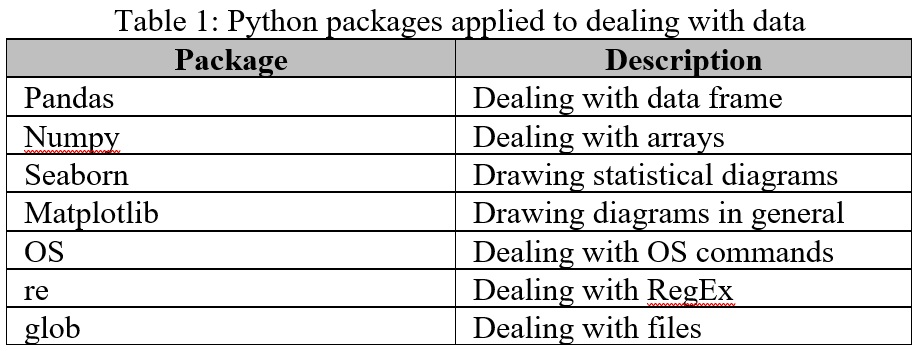 Table 1: Python packages applied to dealing with data
Package Description
Pandas Dealing with data frame
Numpy Dealing with arrays
Seaborn Drawing statistical diagrams
Matplotlib Drawing diagrams in general
OS Dealing with OS commands
re Dealing with RegEx
glob Dealing with files